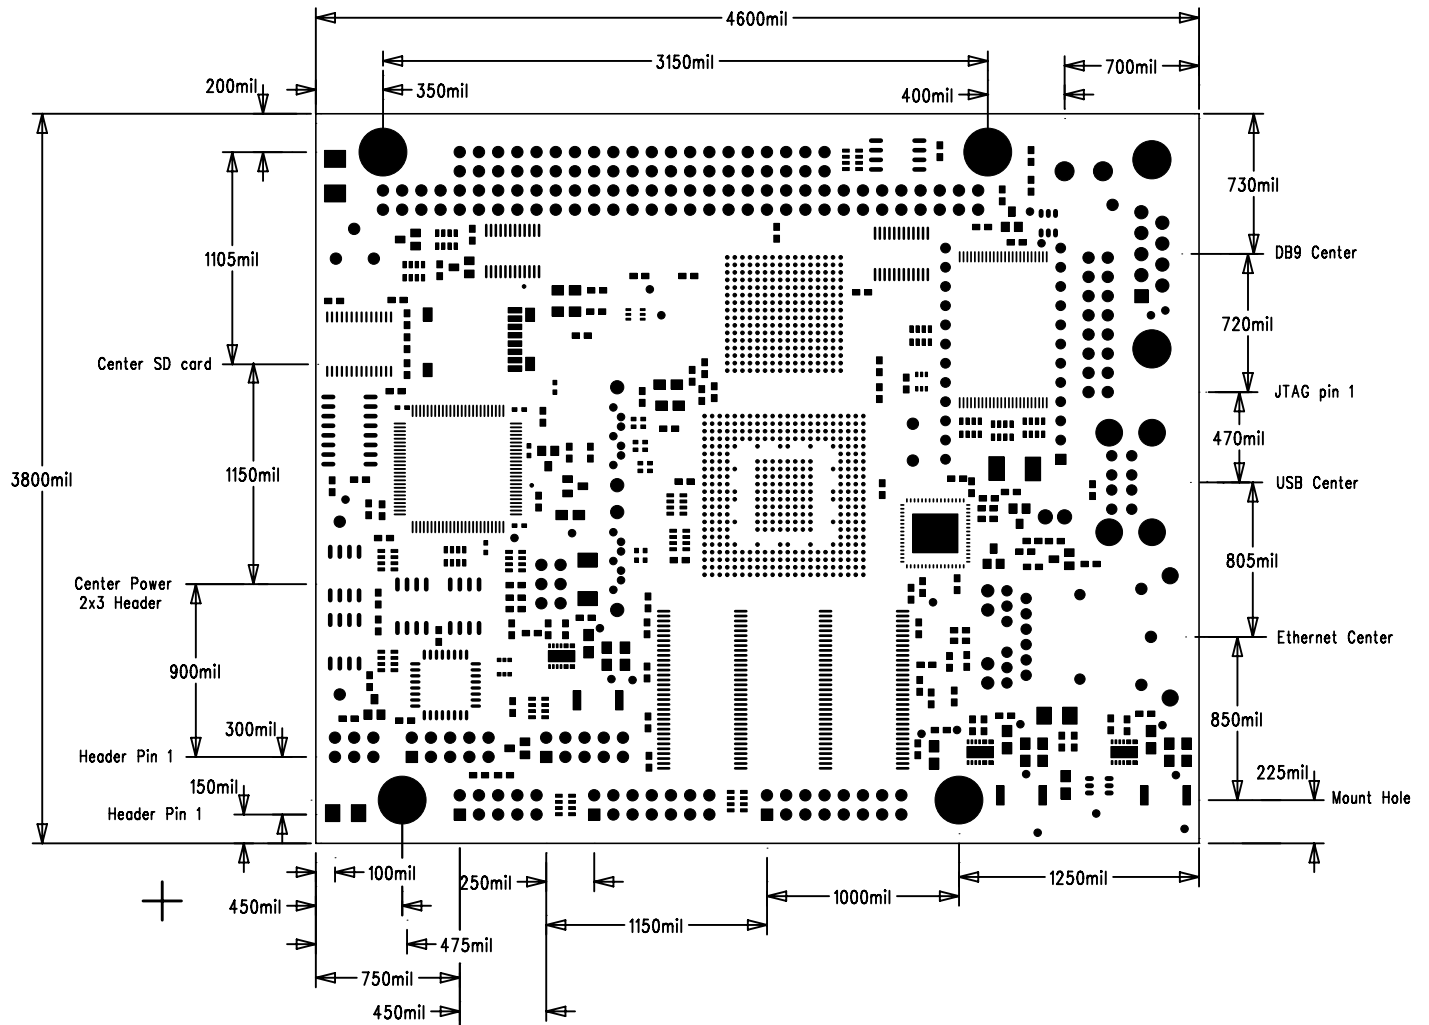 4600mil
3150mil
700mil
200mil
350mil
400mil
730mil
1105mil
DB9 Center
720mil
Center SD card
JTAG pin 1
470mil
1150mil
3800mil
USB Center
805mil
Center Power
2x3 Header
Ethernet Center
900mil
850mil
300mil
Header Pin 1
225mil
150mil
Mount Hole
Header Pin 1
100mil
250mil
1250mil
450mil
1000mil
1150mil
475mil
750mil
450mil